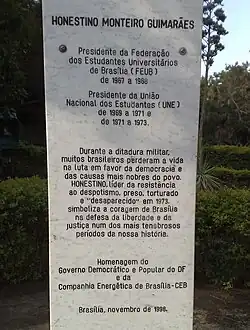 HONESTINO MONTEIRO GUIMARÃES
Presidente da Federação
dos Estudantes Universitários
de Brasília (FEUB)
de 1967 a 1968
Presidente da União
Nacional dos Estudantes (UNE)
de 1969 a 1971 e
de 1971 a 1973.
Durante a ditadura militar,
muitos brasileiros perderam a vida
na luta em favor da democracia e
das causas mais nobres do povo.
HONESTINO, líder da resistência
ao despotismo, preso, torturado
e "desaparecido" em 1973,
simboliza a coragem de Brasília
na defesa da liberdade e da
justiça num dos mais tenebrosos
períodos da nossa história.
Homenagem do
Governo Democrático e Popular do DF
e da
Companhia Energética de Brasília-CEB
Brasília, novembro de 1998.